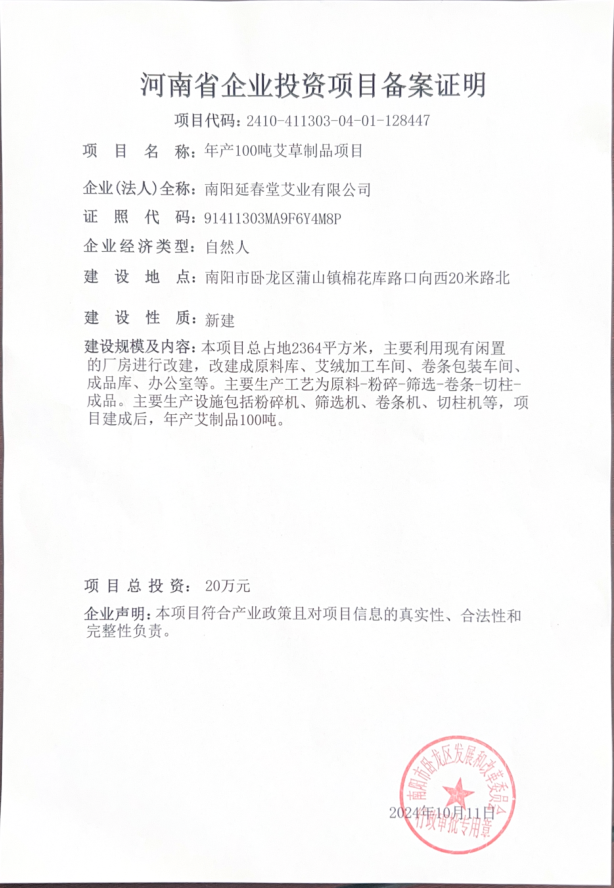 河南省企业投资项目备案证明
项目代码：2410-411303-04-01-128447
项目名称：年产100吨艾草制品项目
企业(法人)全称：南阳延春堂艾业有限公司
证照代码：91411303MA9F6Y4M8P
企业经济类型：自然人
建设地点：南阳市卧龙区蒲山镇棉花库路口向西20米路北
建设性质：新建
建设规模及内容：本项目总占地2364平方米，主要利用现有闲置
的厂房进行改建，改建成原料库、艾绒加工车间、卷条包装车间、
成品库、办公室等。主要生产工艺为原料-粉碎-筛选-卷条-切柱-
成品。主要生产设施包括粉碎机、筛选机、卷条机、切柱机等，项
目建成后，年产艾制品100吨。
项目总投资：20万元
企业声明：本项目符合产业政策且对项目信息的真实性、合法性和
完整性负责。
南阳市卧龙区发展和改革委员会
2024年10月11日
行政审批专用章